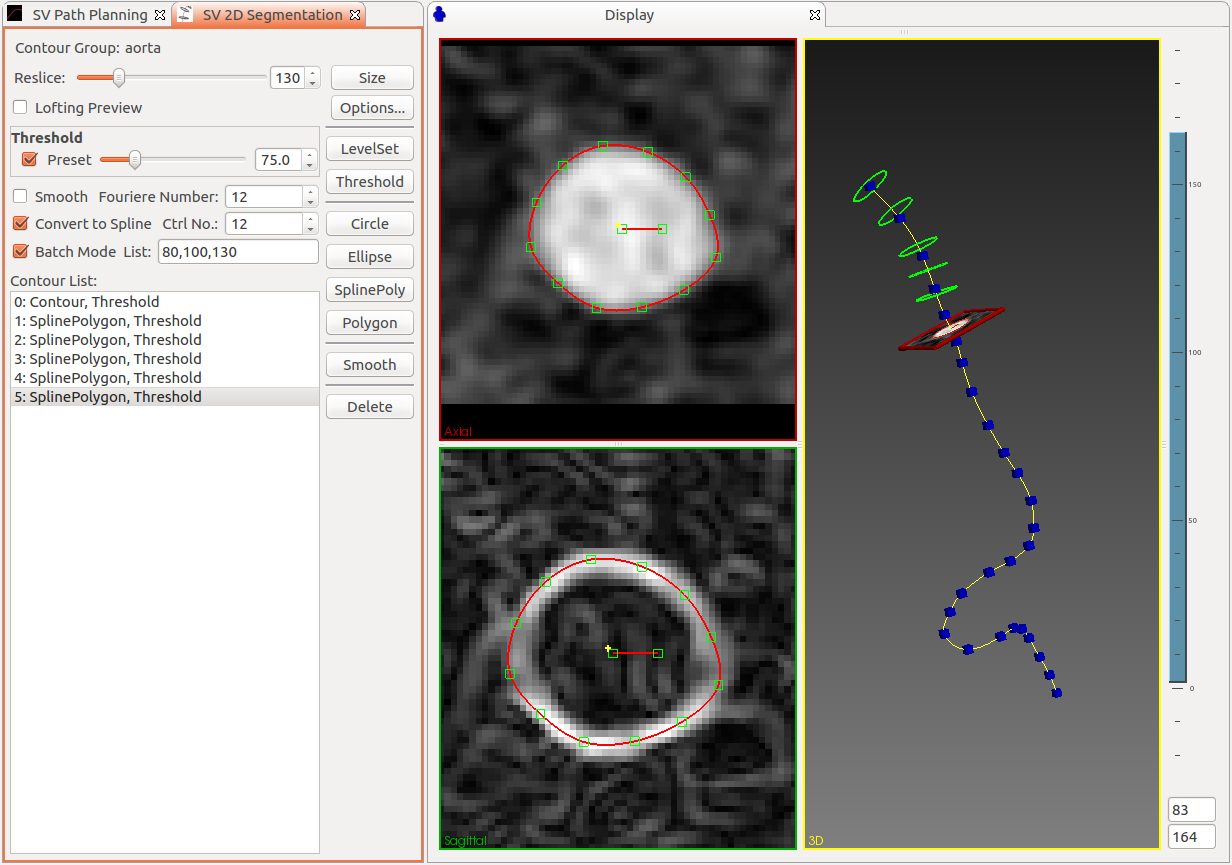 SV Path Planning
SV 2D Segmentation
Display
Contour Group: aorta
Reslice: 130 Size
Lofting Preview Options...
Threshold
Preset 75.0
LevelSet
Threshold
Smooth Fouriere Number: 12
Convert to Spline Ctrl No.: 12
Batch Mode List: 80,100,130
Circle
Ellipse
SplinePoly
Polygon
Smooth
Delete
Contour List:
0: Contour, Threshold
1: SplinePolygon, Threshold
2: SplinePolygon, Threshold
3: SplinePolygon, Threshold
4: SplinePolygon, Threshold
5: SplinePolygon, Threshold
Axial
Sagittal
3D
150
100
50
0
83
164